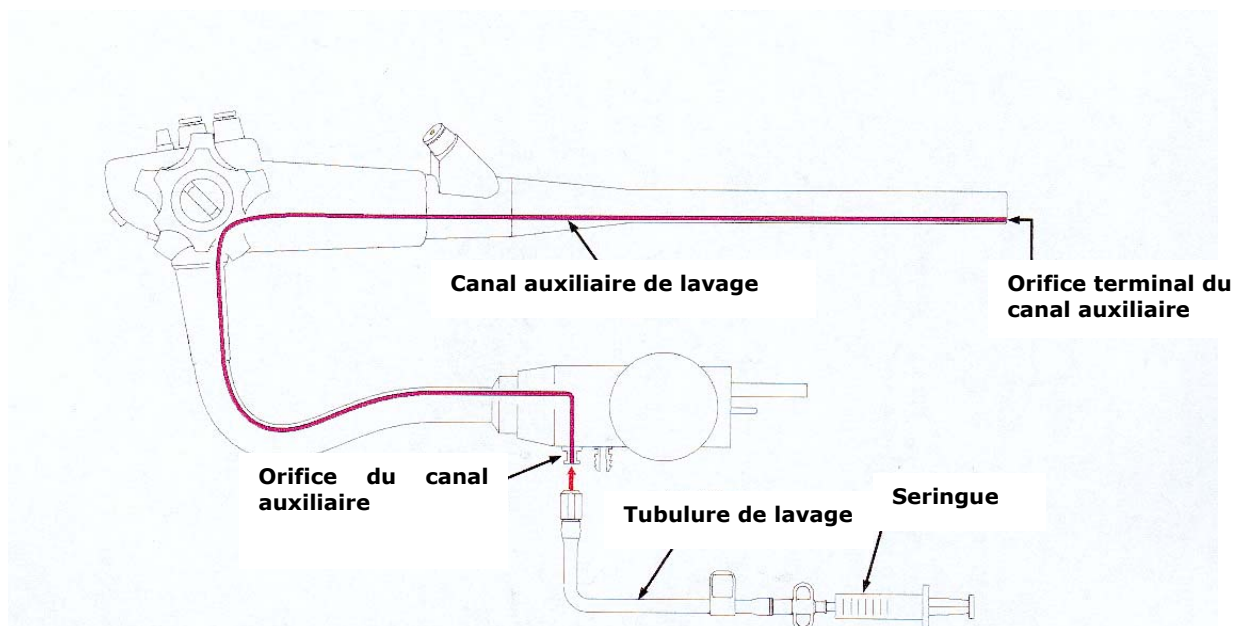 Canal auxiliaire de lavage
Orifice terminal du
canal auxiliaire
Orifice du canal
auxiliaire
Tubulure de lavage
Seringue